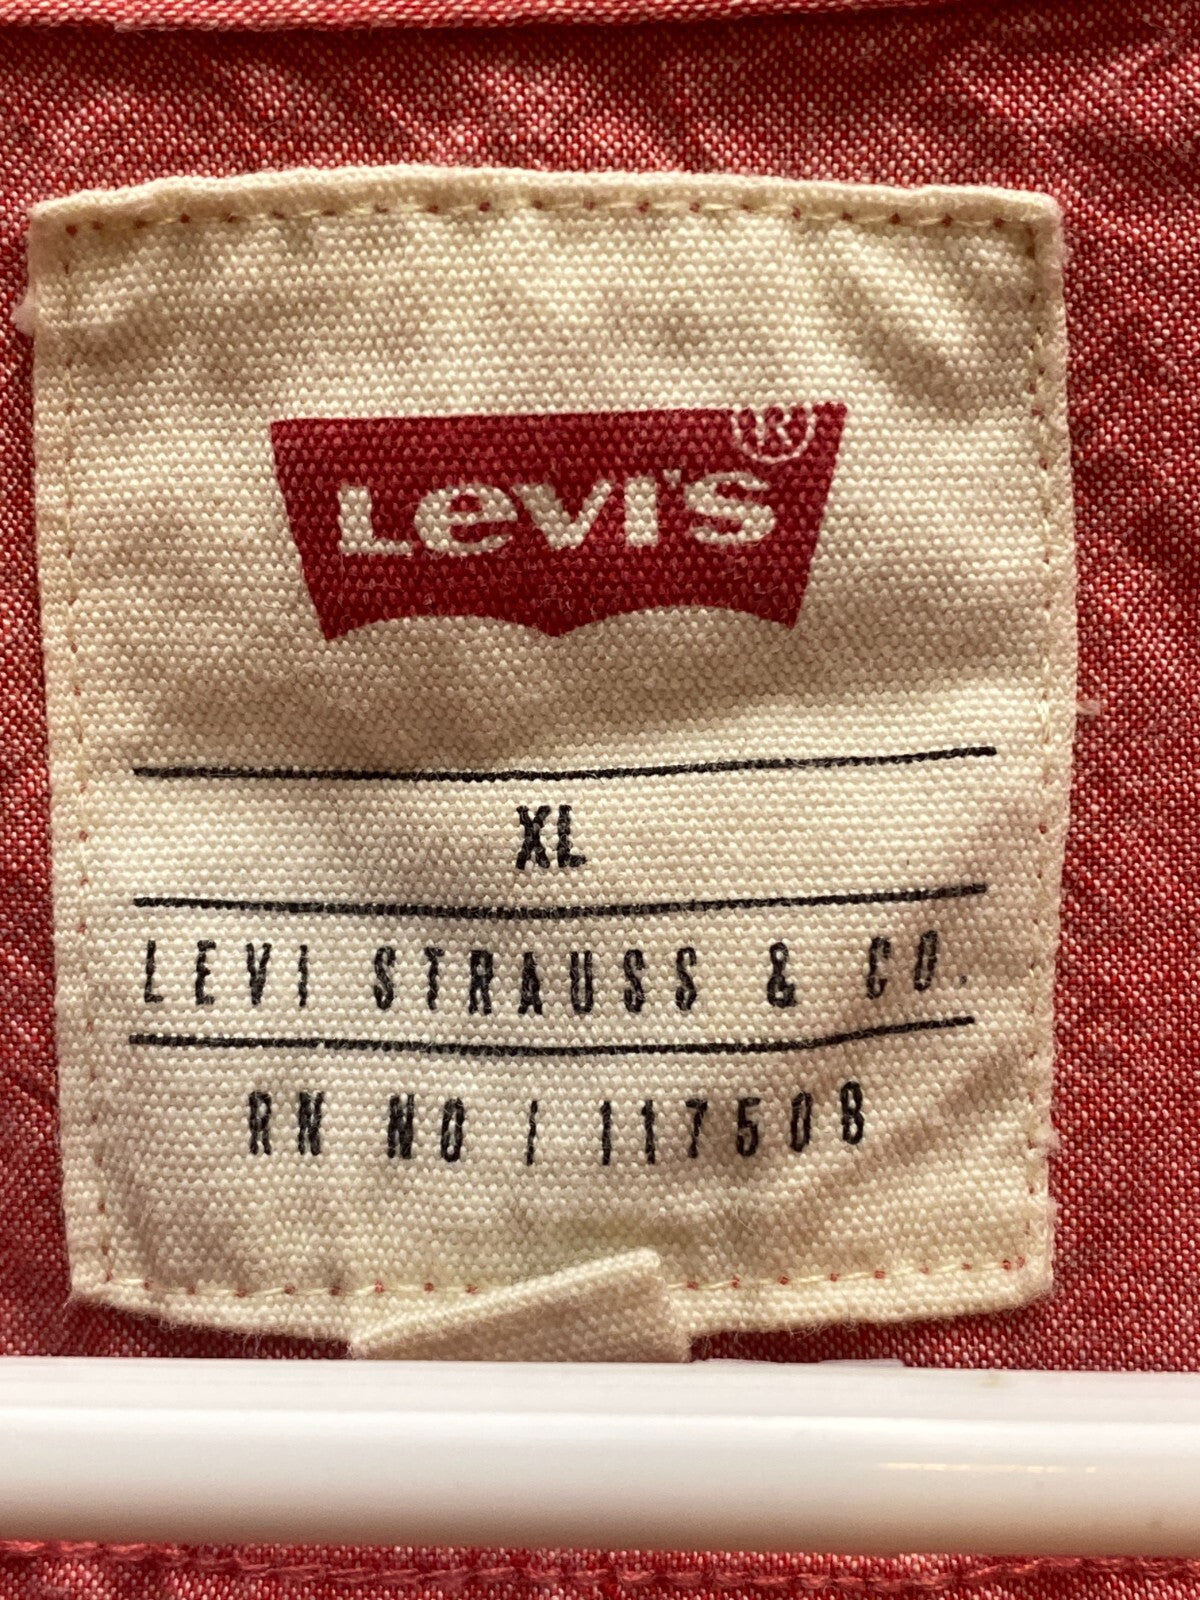 Levi's®
XL
LEVI STRAUSS & CO.
RN NO / 117508